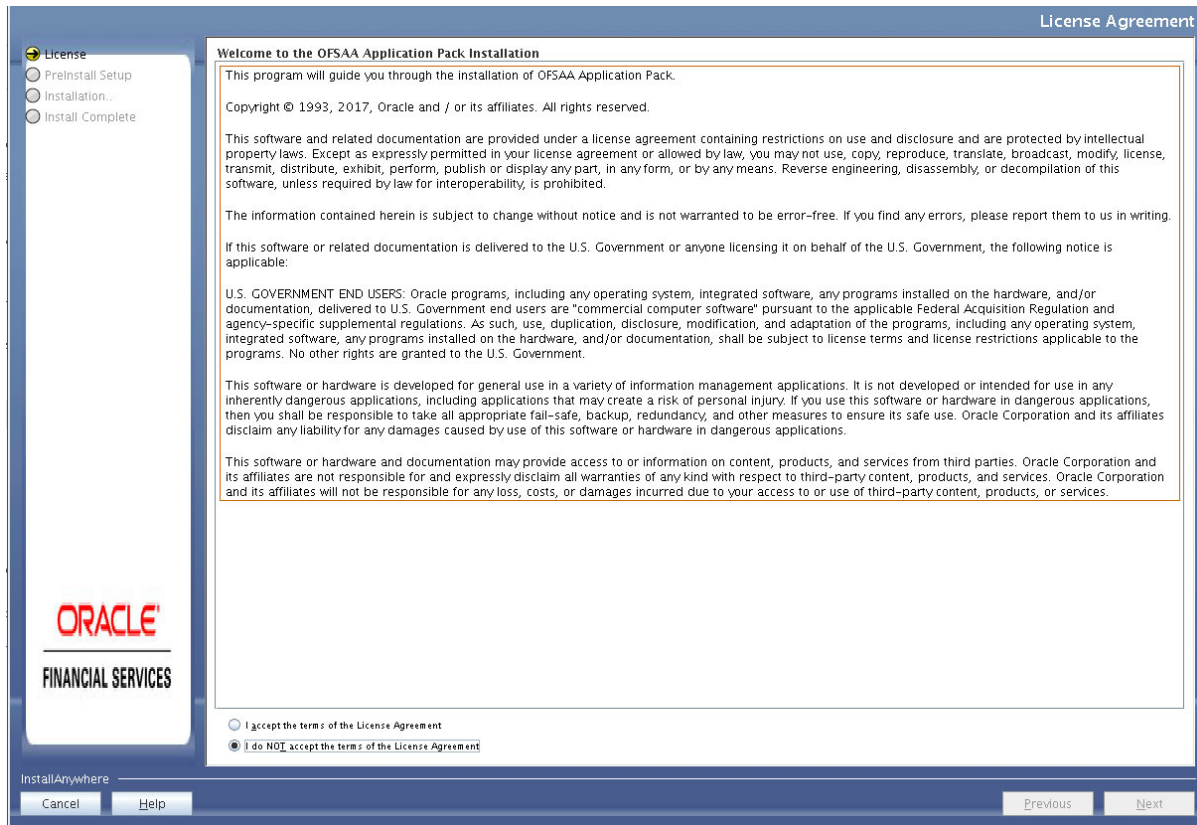 License Agreement
License
PreInstall Setup
Installation..
Install Complete
Welcome to the OFSAA Application Pack Installation
This program will guide you through the installation of OFSAA Application Pack.
Copyright © 1993, 2017, Oracle and / or its affiliates. All rights reserved.
This software and related documentation are provided under a license agreement containing restrictions on use and disclosure and are protected by intellectual
property laws. Except as expressly permitted in your license agreement or allowed by law, you may not use, copy, reproduce, translate, broadcast, modify, license,
transmit, distribute, exhibit, perform, publish or display any part, in any form, or by any means. Reverse engineering, disassembly, or decompilation of this
software, unless required by law for interoperability, is prohibited.
The information contained herein is subject to change without notice and is not warranted to be error-free. If you find any errors, please report them to us in writing.
If this software or related documentation is delivered to the U.S. Government or anyone licensing it on behalf of the U.S. Government, the following notice is
applicable:
U.S. GOVERNMENT END USERS: Oracle programs, including any operating system, integrated software, any programs installed on the hardware, and/or
documentation, delivered to U.S. Government end users are "commercial computer software" pursuant to the applicable Federal Acquisition Regulation and
agency-specific supplemental regulations. As such, use, duplication, disclosure, modification, and adaptation of the programs, including any operating system,
integrated software, any programs installed on the hardware, and/or documentation, shall be subject to license terms and license restrictions applicable to the
programs. No other rights are granted to the U.S. Government.
This software or hardware is developed for general use in a variety of information management applications. It is not developed or intended for use in any
inherently dangerous applications, including applications that may create a risk of personal injury. If you use this software or hardware in dangerous applications,
then you shall be responsible to take all appropriate fail-safe, backup, redundancy, and other measures to ensure its safe use. Oracle Corporation and its affiliates
disclaim any liability for any damages caused by use of this software or hardware in dangerous applications.
This software or hardware and documentation may provide access to or information on content, products, and services from third parties. Oracle Corporation and
its affiliates are not responsible for and expressly disclaim all warranties of any kind with respect to third-party content, products, and services. Oracle Corporation
and its affiliates will not be responsible for any loss, costs, or damages incurred due to your access to or use of third-party content, products, or services.
ORACLE
FINANCIAL SERVICES
I accept the terms of the License Agreement
I do NOT accept the terms of the License Agreement
InstallAnywhere
Cancel
Help
Previous
Next